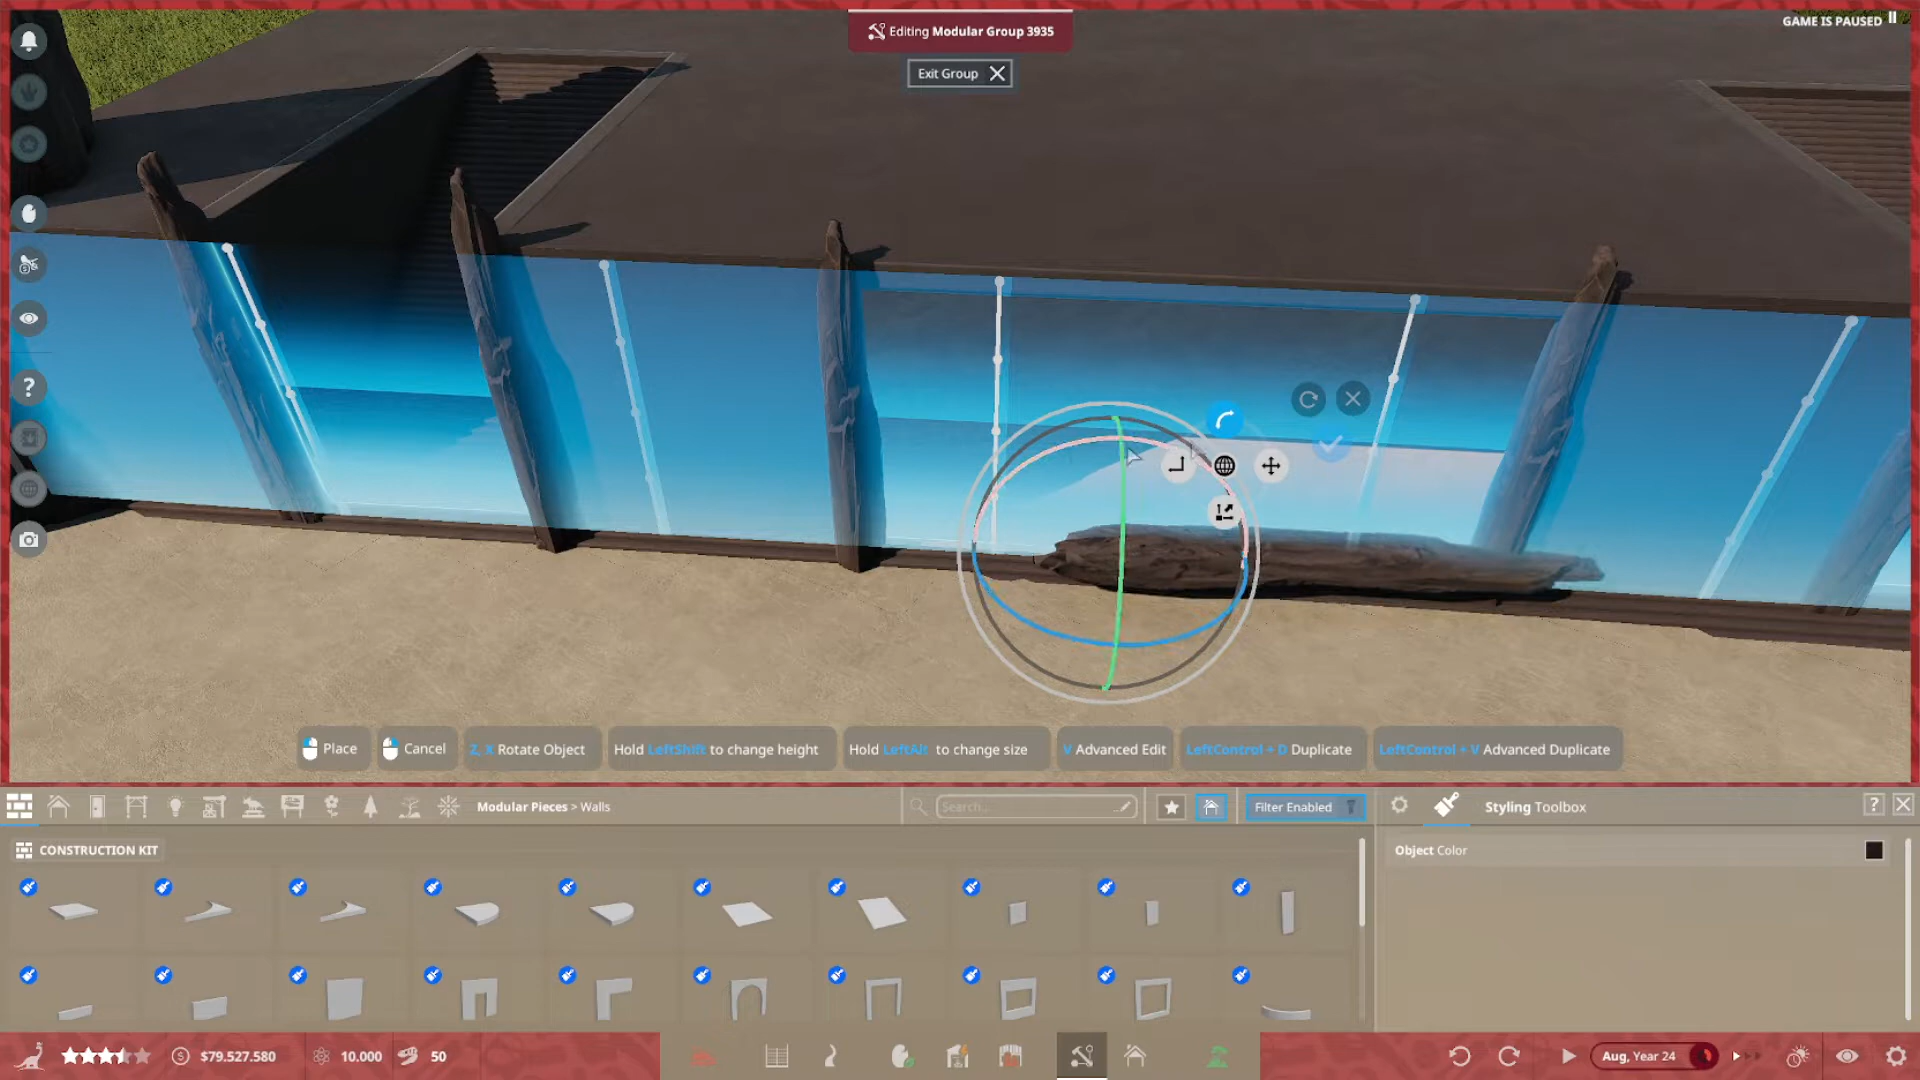 Editing Modular Group 3935
GAME IS PAUSED
Exit Group
?
Place
Cancel
Z, X Rotate Object
Hold LeftShift to change height
Hold LeftAlt to change size
V Advanced Edit
LeftControl + D Duplicate
LeftControl + V Advanced Duplicate
Modular Pieces > Walls
Search...
Filter Enabled
Styling Toolbox
?
CONSTRUCTION KIT
Object Color
$79.527.580
10.000
50
Aug, Year 24